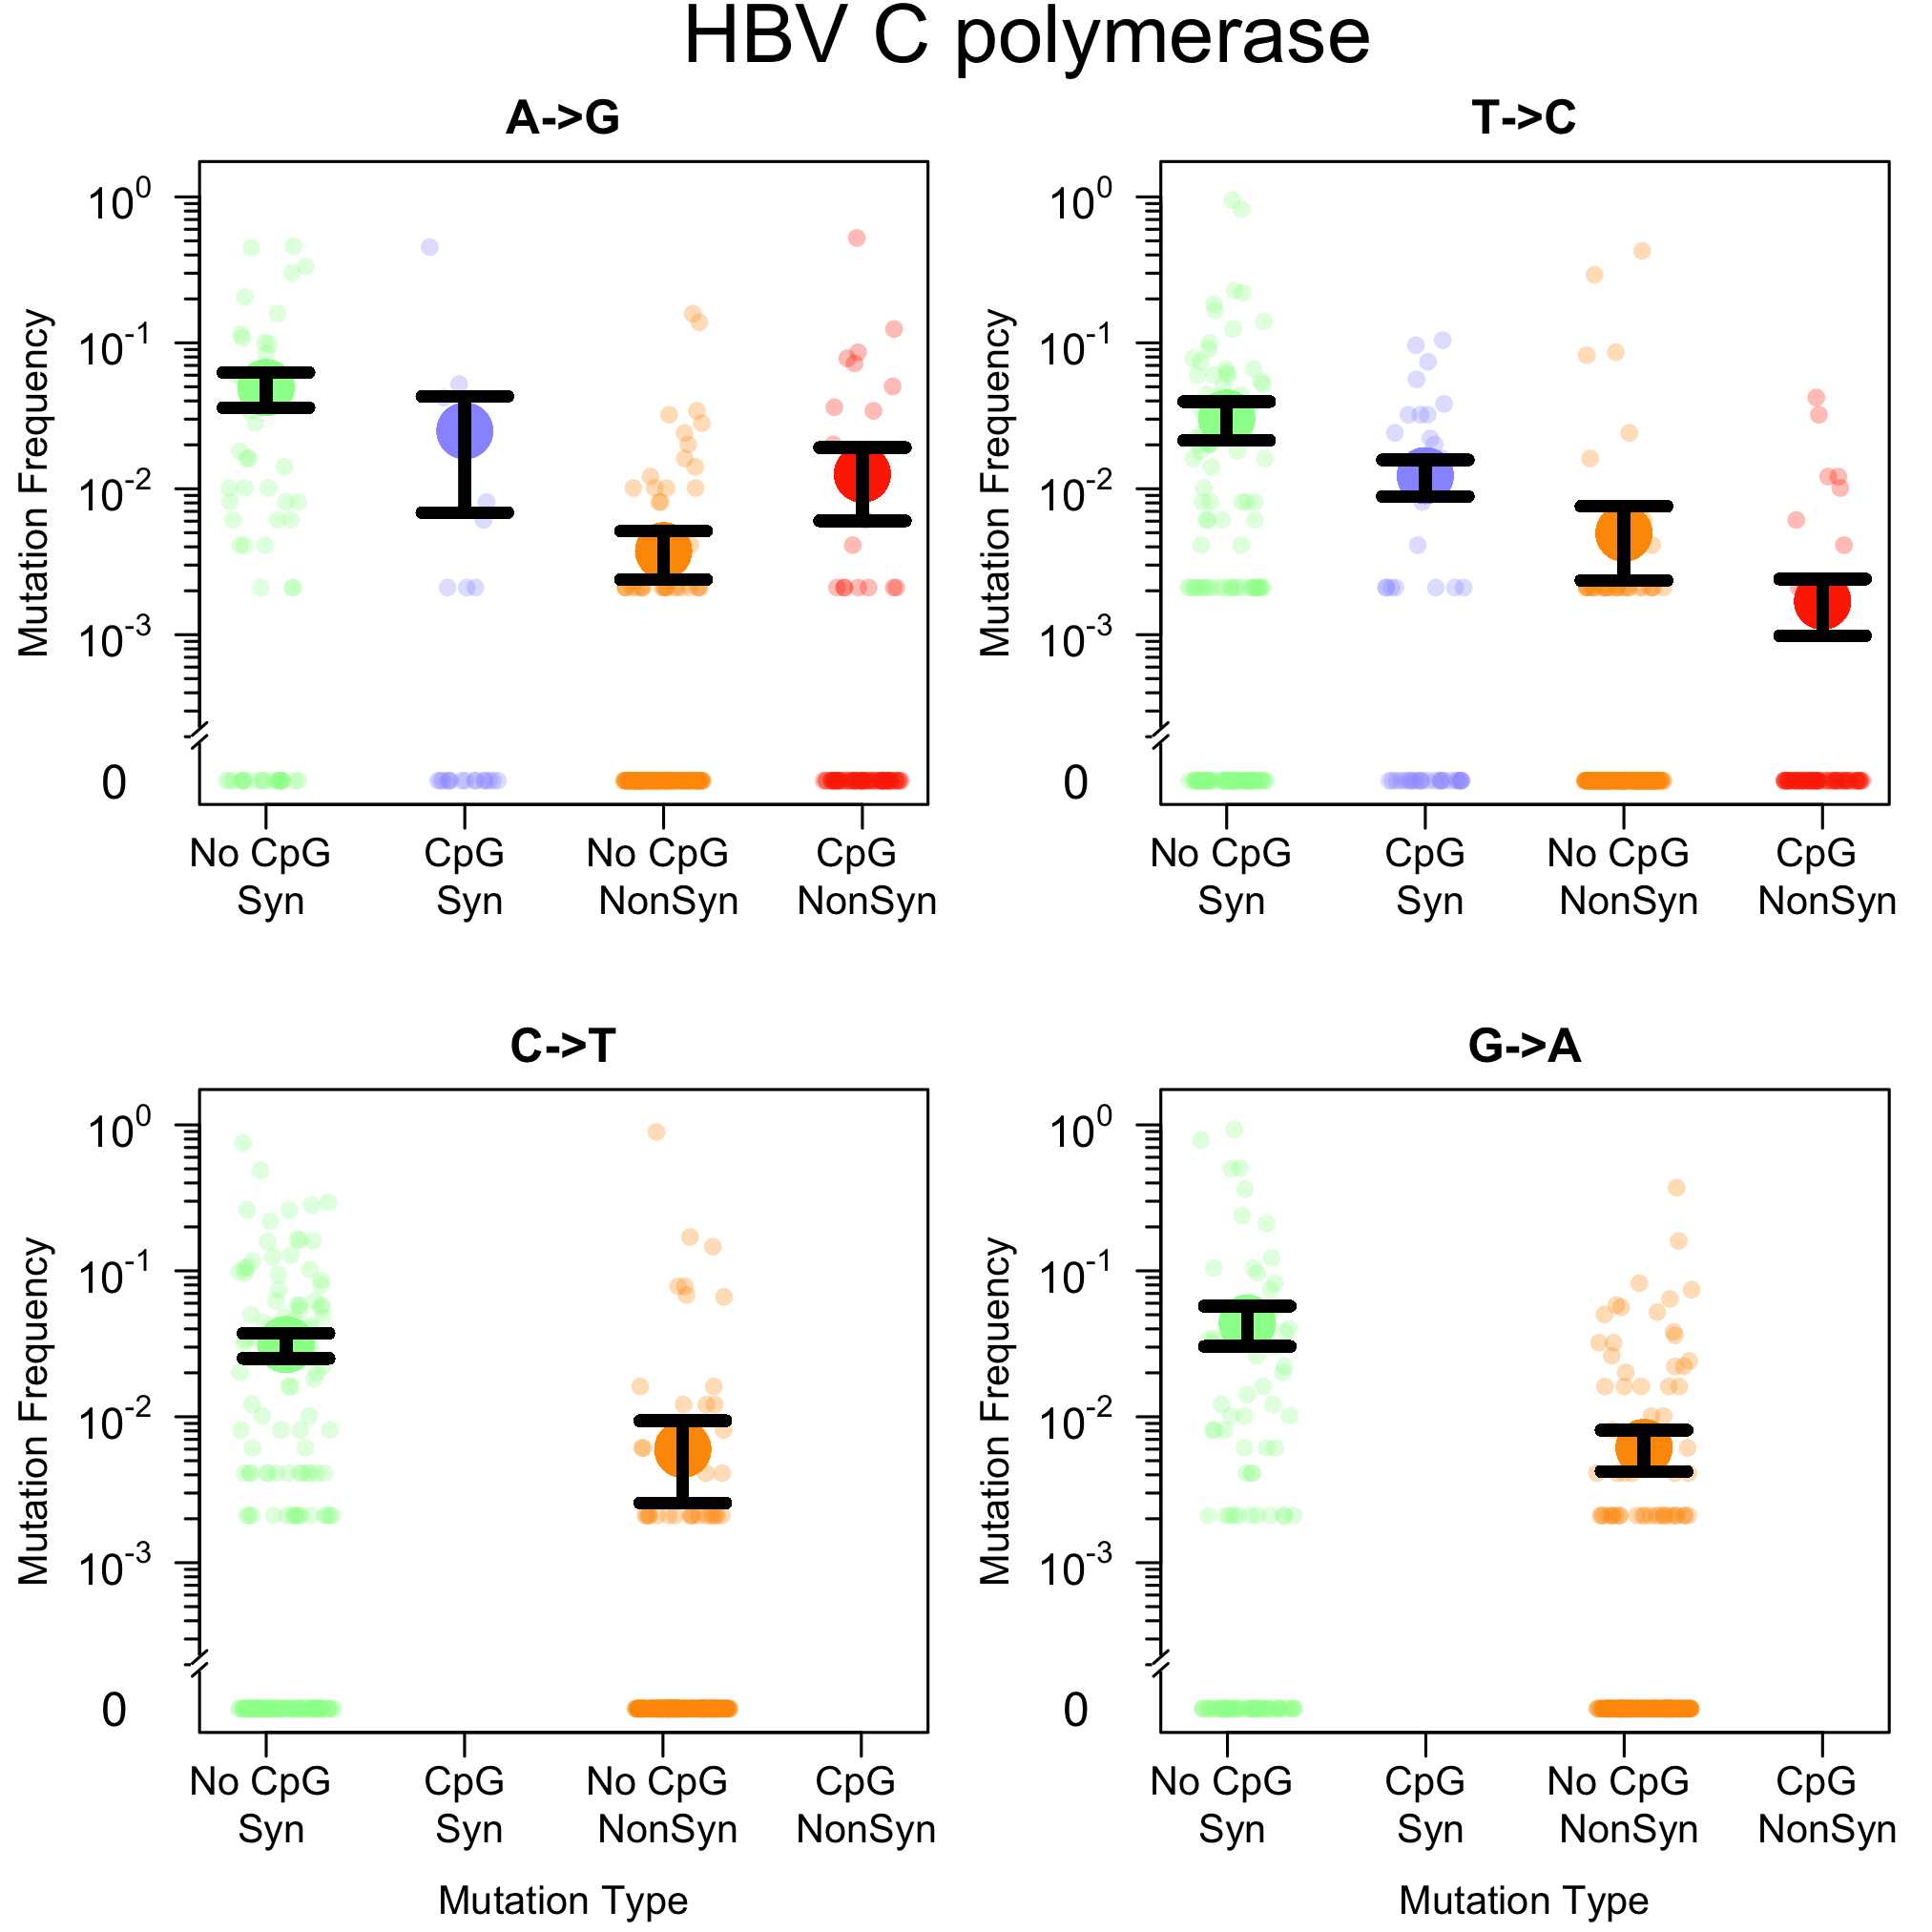 HBV C polymerase
A->G
Mutation Frequency
10^0
10^-1
10^-2
10^-3
0
No CpG CpG No CpG CpG
Syn Syn NonSyn NonSyn
T->C
Mutation Frequency
10^0
10^-1
10^-2
10^-3
0
No CpG CpG No CpG CpG
Syn Syn NonSyn NonSyn
C->T
Mutation Frequency
10^0
10^-1
10^-2
10^-3
0
No CpG CpG No CpG CpG
Syn Syn NonSyn NonSyn
Mutation Type
G->A
Mutation Frequency
10^0
10^-1
10^-2
10^-3
0
No CpG CpG No CpG CpG
Syn Syn NonSyn NonSyn
Mutation Type